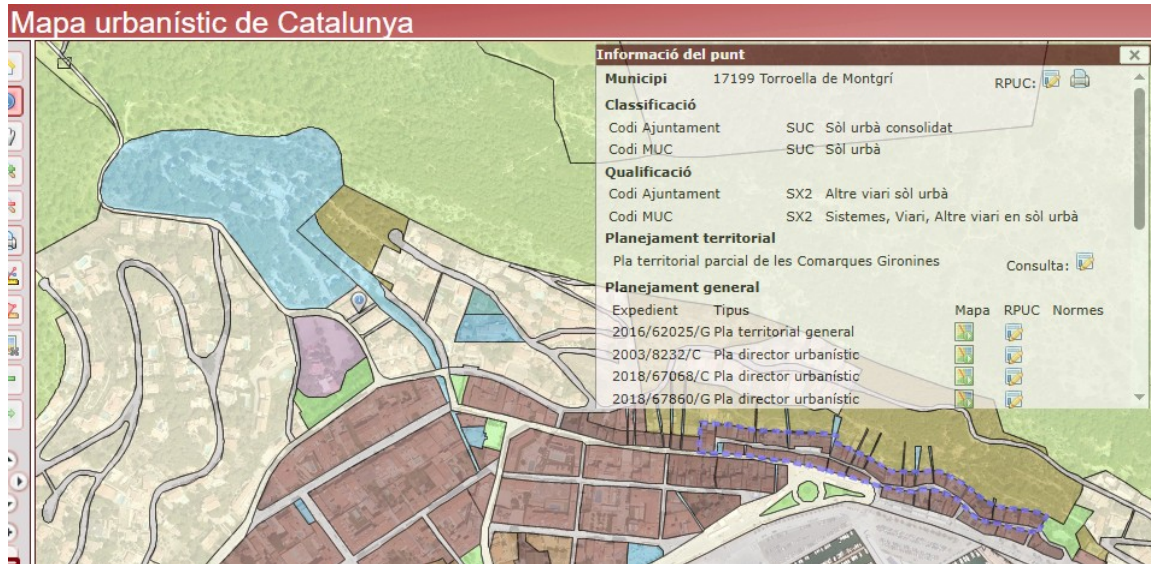 Mapa urbanístic de Catalunya
Informació del punt
Municipi 17199 Torroella de Montgrí RPUC:
Classificació
Codi Ajuntament SUC Sòl urbà consolidat
Codi MUC SUC Sòl urbà
Qualificació
Codi Ajuntament SX2 Altre viari sòl urbà
Codi MUC SX2 Sistemes, Viari, Altre viari en sòl urbà
Planejament territorial
Pla territorial parcial de les Comarques Gironines Consulta:
Planejament general
Expedient Tipus Mapa RPUC Normes
2016/62025/G Pla territorial general
2003/8232/C Pla director urbanístic
2018/67068/C Pla director urbanístic
2018/67860/G Pla director urbanístic